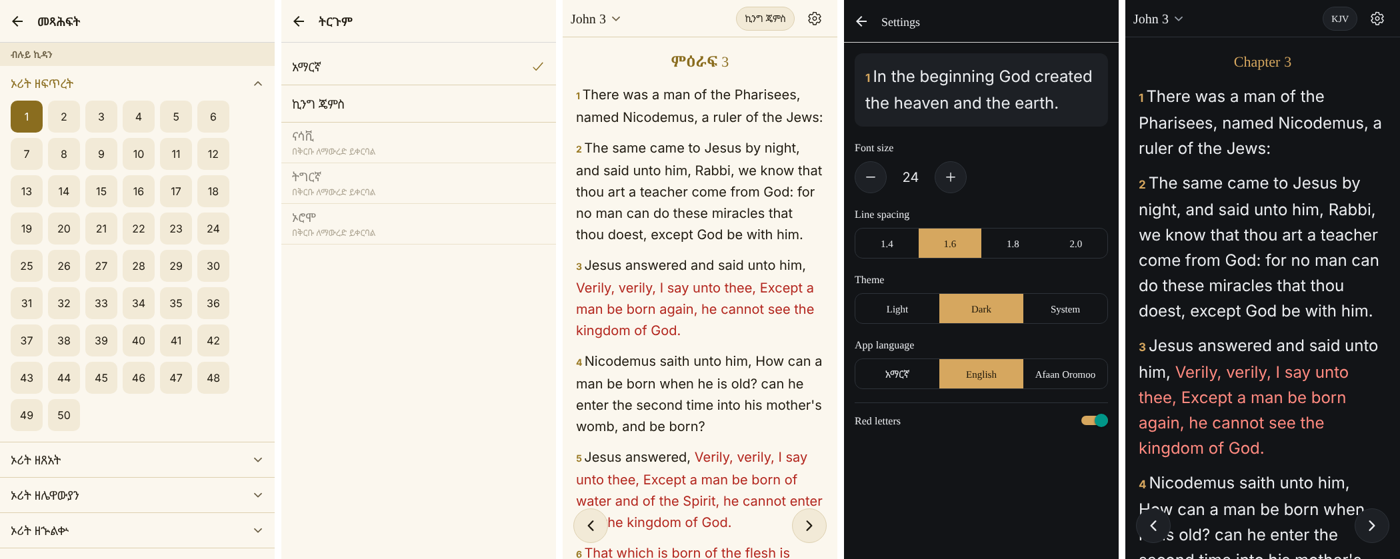 መጻሕፍት
ብሉይ ኪዳን
ኦሪት ዘፍጥረት
1 2 3 4 5 6
7 8 9 10 11 12
13 14 15 16 17 18
19 20 21 22 23 24
25 26 27 28 29 30
31 32 33 34 35 36
37 38 39 40 41 42
43 44 45 46 47 48
49 50
ኦሪት ዘጸአት
ኦሪት ዘሌዋውያን
ኦሪት ዘኁልቍ
ትርጉም
አማርኛ
ኪንግ ጄምስ
ናሳቪ
በቅርቡ ለማውረድ ይቀርባል
ትግርኛ
በቅርቡ ለማውረድ ይቀርባል
ኦሮሞ
በቅርቡ ለማውረድ ይቀርባል
John 3
ኪንግ ጄምስ
ምዕራፍ 3
1 There was a man of the Pharisees,
named Nicodemus, a ruler of the Jews:
2 The same came to Jesus by night,
and said unto him, Rabbi, we know that
thou art a teacher come from God: for
no man can do these miracles that
thou doest, except God be with him.
3 Jesus answered and said unto him,
Verily, verily, I say unto thee, Except a
man be born again, he cannot see the
kingdom of God.
4 Nicodemus saith unto him, How can a
man be born when he is old? can he
enter the second time into his mother's
womb, and be born?
5 Jesus answered, Verily, verily, I say
unto thee, Except a man be born of
water and of the Spirit, he cannot enter
he kingdom of God.
6 That which is born of the flesh is
Settings
1 In the beginning God created
the heaven and the earth.
Font size
24
Line spacing
1.4 1.6 1.8 2.0
Theme
Light Dark System
App language
አማርኛ English Afaan Oromoo
Red letters
John 3
KJV
Chapter 3
1 There was a man of the
Pharisees, named Nicodemus, a
ruler of the Jews:
2 The same came to Jesus by
night, and said unto him, Rabbi,
we know that thou art a teacher
come from God: for no man can
do these miracles that thou
doest, except God be with him.
3 Jesus answered and said unto
him, Verily, verily, I say unto
thee, Except a man be born
again, he cannot see the
kingdom of God.
4 Nicodemus saith unto him,
How can a man be born when
is old? can he enter the
second time into his mother's